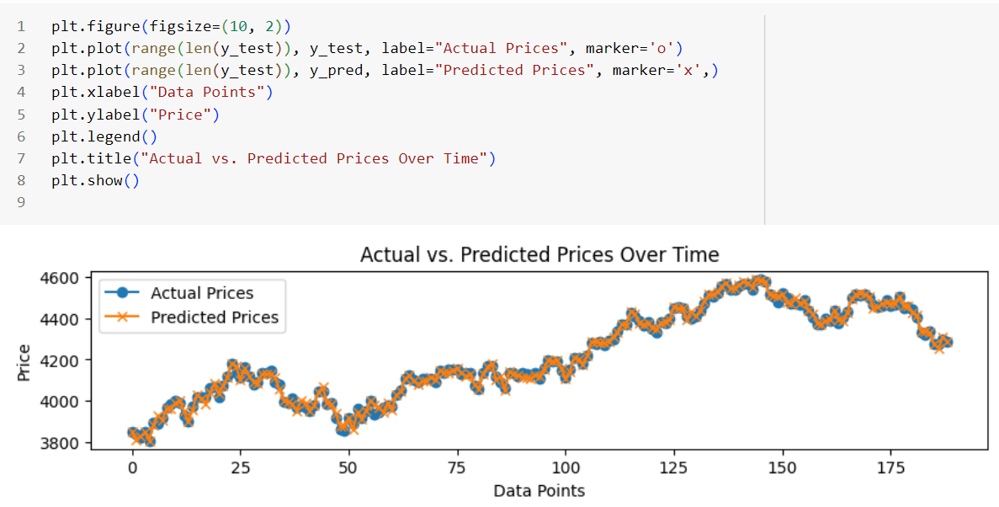 1 plt.figure(figsize=(10, 2))
2 plt.plot(range(len(y_test)), y_test, label="Actual Prices", marker='o')
3 plt.plot(range(len(y_test)), y_pred, label="Predicted Prices", marker='x',)
4 plt.xlabel("Data Points")
5 plt.ylabel("Price")
6 plt.legend()
7 plt.title("Actual vs. Predicted Prices Over Time")
8 plt.show()
9
Actual vs. Predicted Prices Over Time
Actual Prices
Predicted Prices
Price
4600
4400
4200
4000
3800
0 25 50 75 100 125 150 175
Data Points